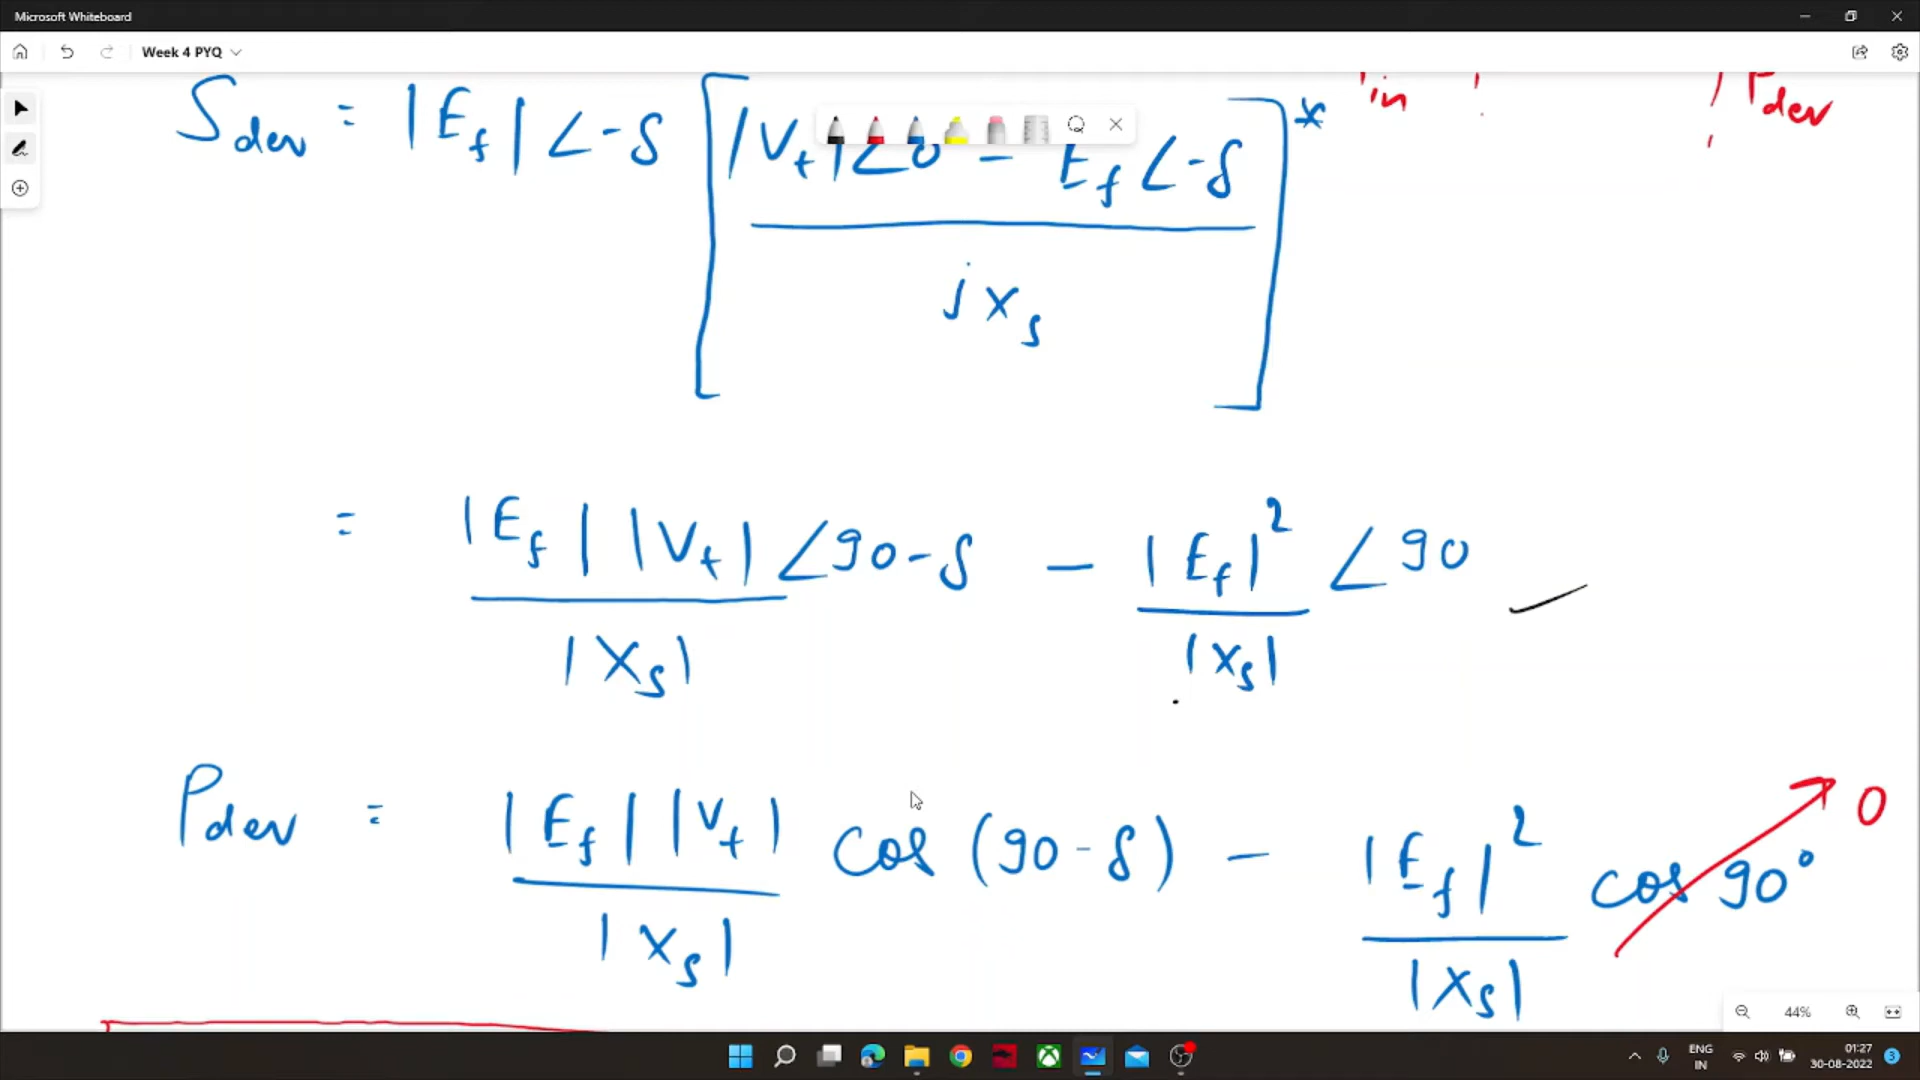 Microsoft Whiteboard
Week 4 PYQ
S_dev = |E_f| ∠-δ [ (|V_t|∠0 - E_f ∠-δ) / jx_s ]*
in
P_dev
= |E_f| |V_t| / |X_s| ∠90-δ - |E_f|² / |X_s| ∠90
P_dev = |E_f| |V_t| / |X_s| cos (90-δ) - |E_f|² / |X_s| cos 90° 0
44%
ENG
IN
01:27
30-08-2022
3